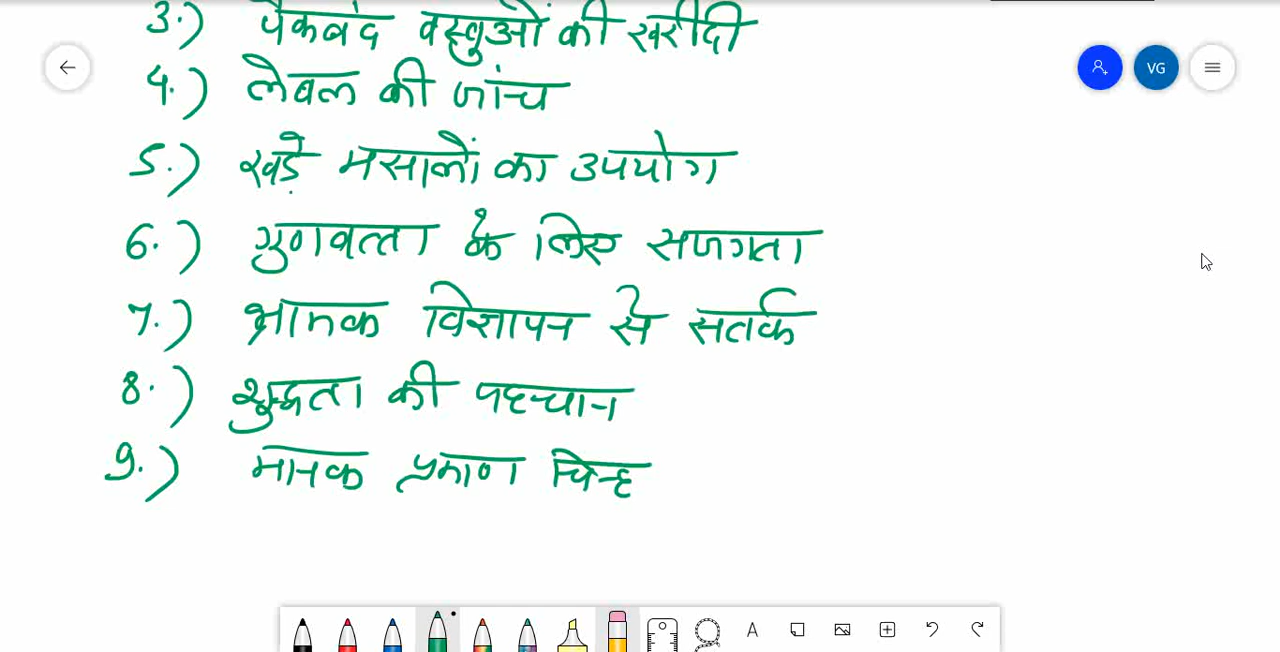 VG
3.) पैकबंद वस्तुओं की खरीदी
4.) लेबल की जांच
5.) खड़े मसालों का उपयोग
6.) गुणवत्ता के लिए सजगता
7.) भ्रामक विज्ञापन से सतर्क
8.) शुद्धता की पहचान
9.) मानक प्रमाण चिन्ह
A